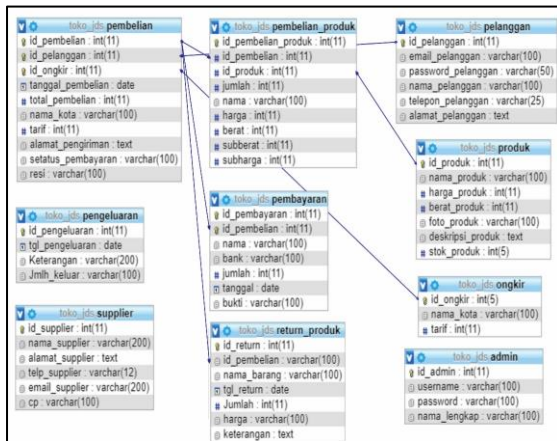 toko_jds pembelian
id_pembelian : int(11)
id_pelanggan : int(11)
id_ongkir : int(11)
tanggal_pembelian : date
total_pembelian : int(11)
nama_kota : varchar(100)
tarif : int(11)
alamat_pengiriman : text
setatus_pembayaran : varchar(100)
resi : varchar(100)
toko_jds pengeluaran
id_pengeluaran : int(11)
tgl_pengeluaran : date
Keterangan : varchar(200)
Jmlh_keluar : varchar(100)
toko_jds supplier
id_supplier : int(11)
nama_supplier : varchar(200)
alamat_supplier : text
telp_supplier : varchar(12)
email_supplier : varchar(200)
cp : varchar(100)
toko_jds pembelian_produk
id_pembelian_produk : int(11)
id_pembelian : int(11)
id_produk : int(11)
jumlah : int(11)
nama : varchar(100)
harga : int(11)
berat : int(11)
subberat : int(11)
subharga : int(11)
toko_jds pembayaran
id_pembayaran : int(11)
id_pembelian : int(11)
nama : varchar(100)
bank : varchar(100)
jumlah : int(11)
tanggal : date
bukti : varchar(100)
toko_jds return_produk
id_return : int(11)
id_pembelian : varchar(100)
nama_barang : varchar(100)
tgl_return : date
Jumlah : int(11)
harga : varchar(100)
keterangan : text
toko_jds pelanggan
id_pelanggan : int(11)
email_pelanggan : varchar(100)
password_pelanggan : varchar(50)
nama_pelanggan : varchar(100)
telepon_pelanggan : varchar(25)
alamat_pelanggan : text
toko_jds produk
id_produk : int(11)
nama_produk : varchar(100)
harga_produk : int(11)
berat_produk : int(11)
foto_produk : varchar(100)
deskripsi_produk : text
stok_produk : int(5)
toko_jds ongkir
id_ongkir : int(5)
nama_kota : varchar(100)
tarif : int(11)
toko_jds admin
id_admin : int(11)
username : varchar(100)
password : varchar(100)
nama_lengkap : varchar(100)